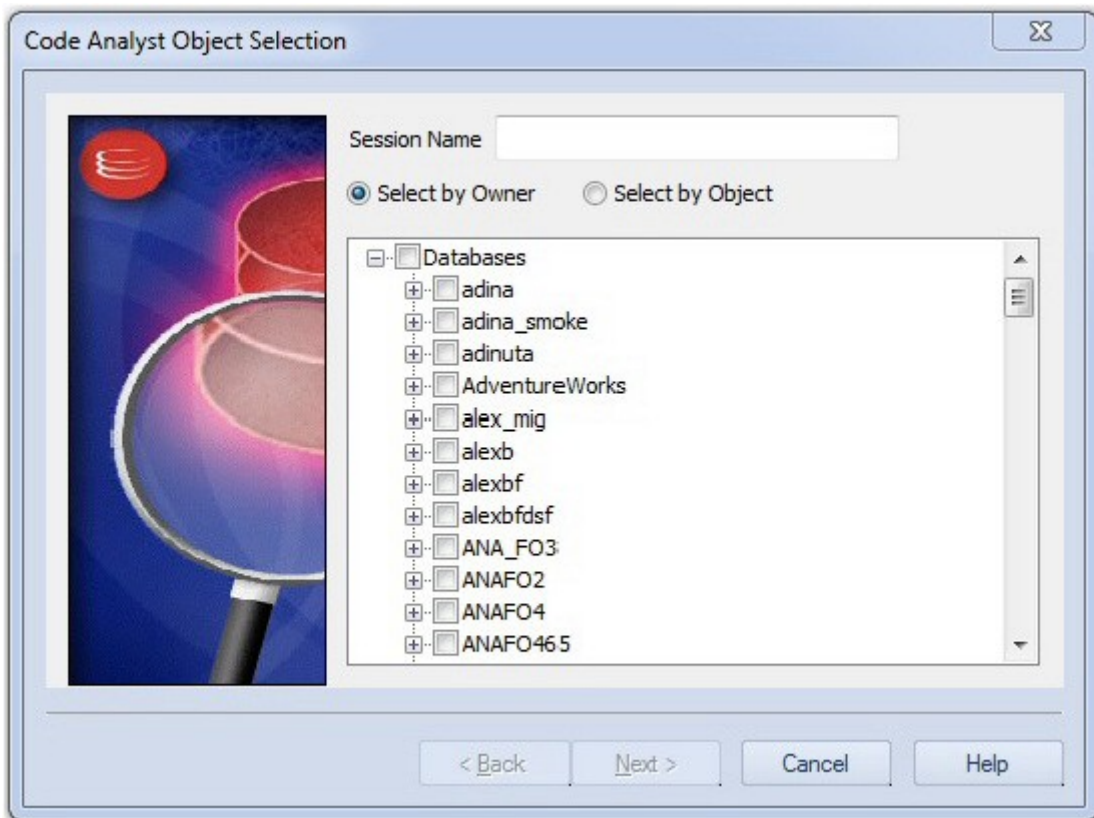 Code Analyst Object Selection
Session Name
Select by Owner Select by Object
Databases
adina
adina_smoke
adinuta
AdventureWorks
alex_mig
alexb
alexbf
alexbfdsf
ANA_FO3
ANAFO2
ANAFO4
ANAFO465
< Back Next > Cancel Help